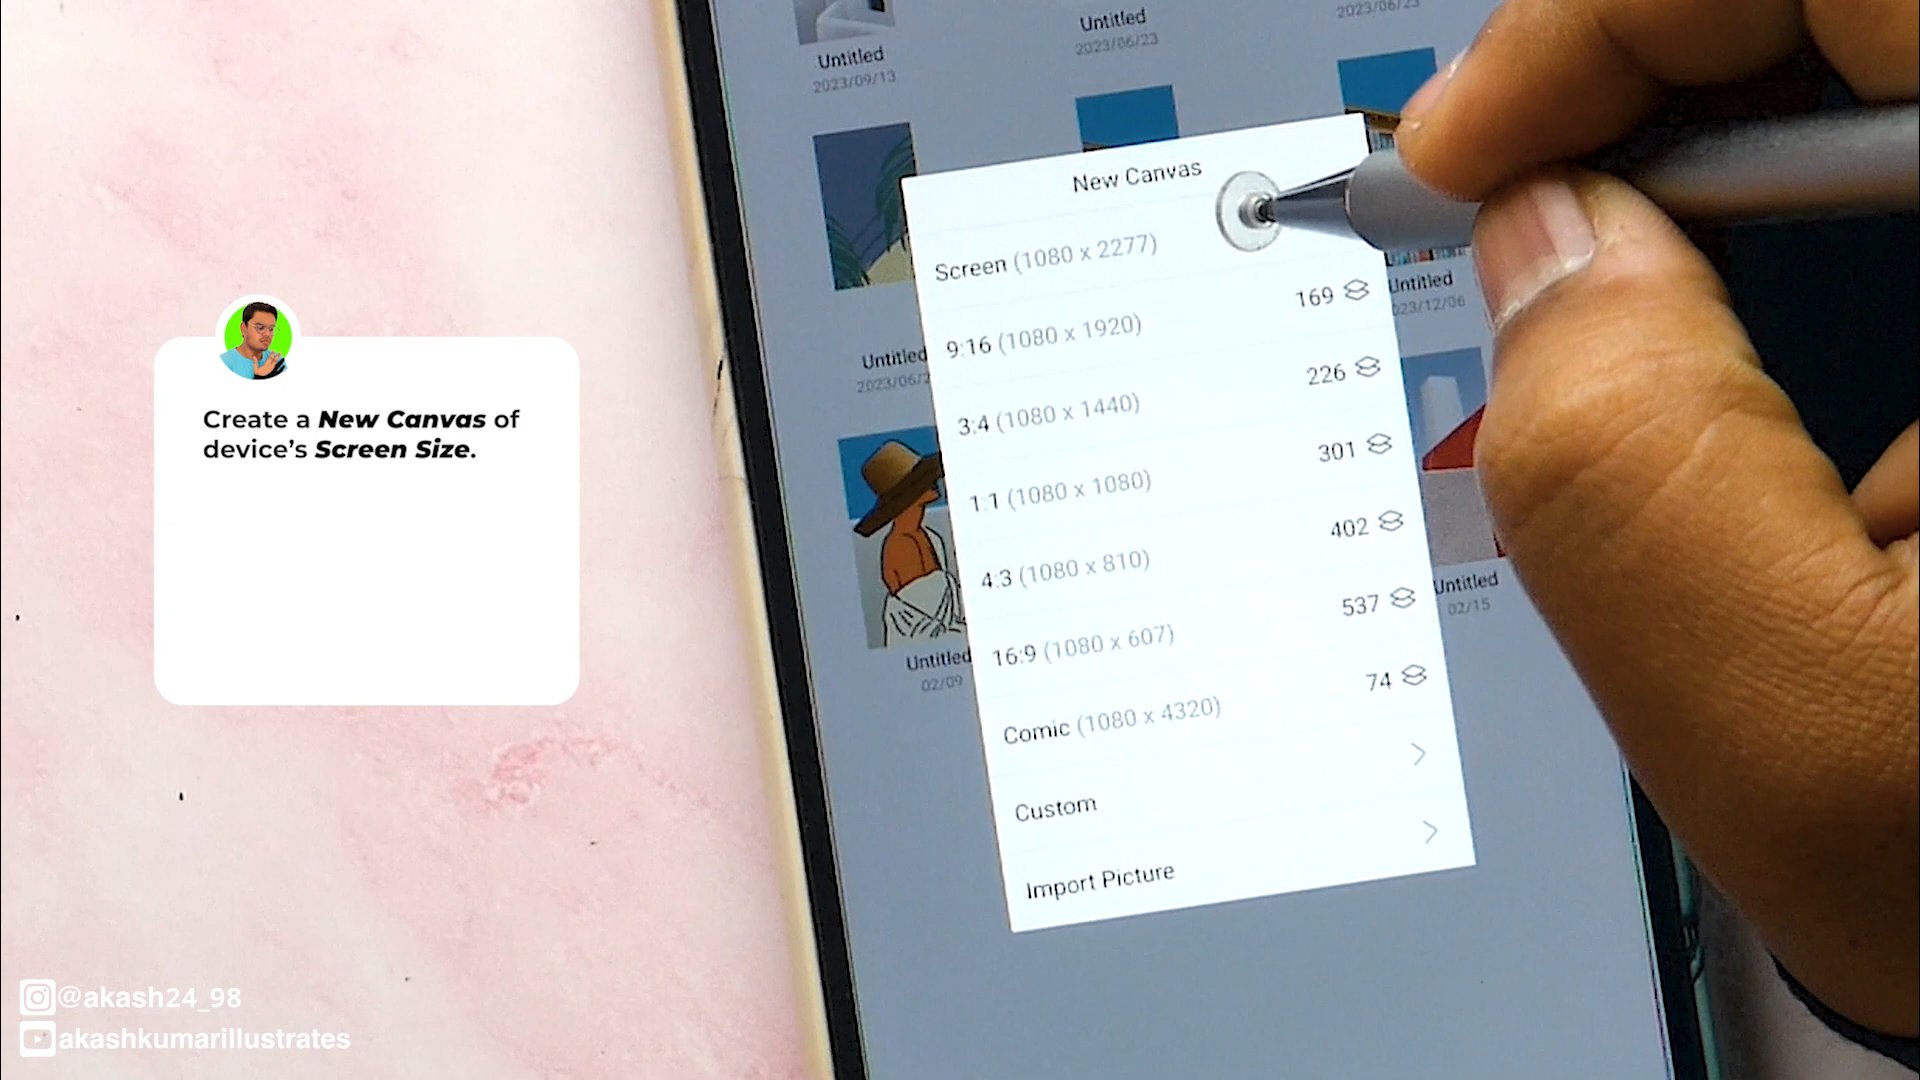 Untitled
2023/09/13
Untitled
2023/06/23
2023/06/23
New Canvas
Screen (1080 x 2277)
169
9:16 (1080 x 1920)
226
3:4 (1080 x 1440)
301
1:1 (1080 x 1080)
402
4:3 (1080 x 810)
537
16:9 (1080 x 607)
74
Comic (1080 x 4320)
Custom
Import Picture
Untitled
2023/06/2
Untitled
02/09
Untitled
023/12/06
Untitled
02/15
Create a New Canvas of
device’s Screen Size.
@akash24_98
akashkumarillustrates